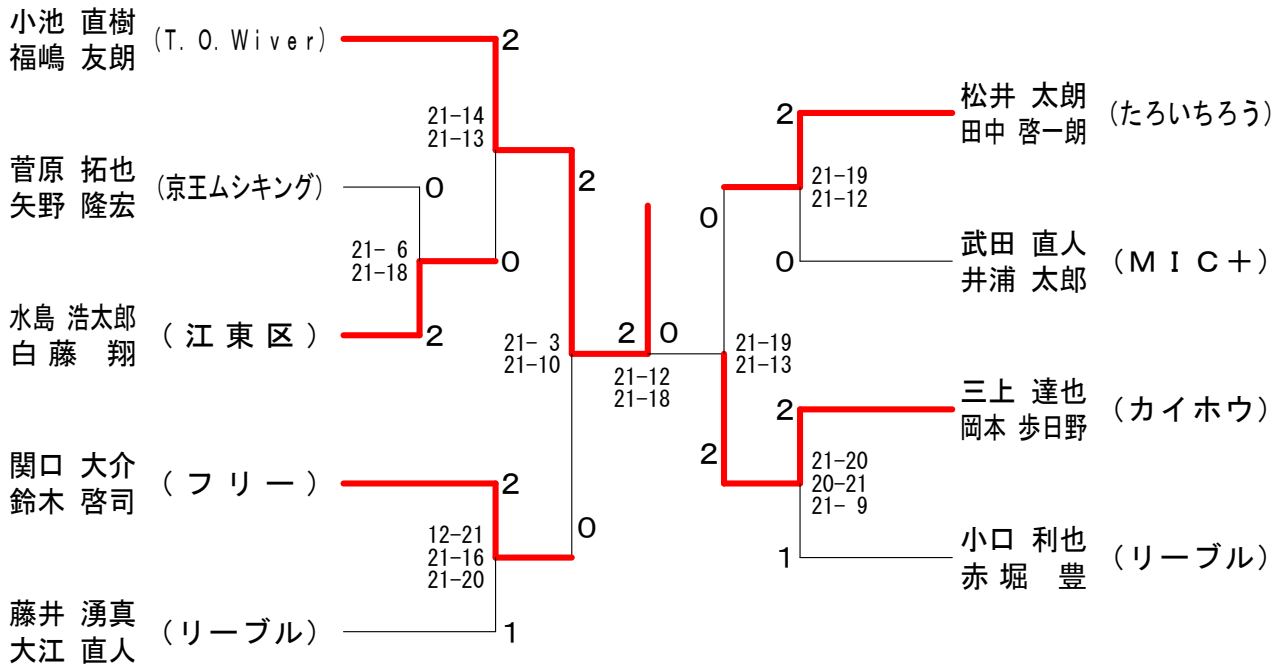 小池 直樹
福嶋 友朗
(T. O. Wiver)
2
21-14
21-13
菅原 拓也
矢野 隆宏
(京王ムシキング)
0
21- 6
21-18
0
水島 浩太郎
白藤 翔
(江東区)
2
2
21- 3
21-10
関口 大介
鈴木 啓司
(フリー)
2
12-21
21-16
21-20
0
藤井 湧真
大江 直人
(リーブル)
1
2 0
21-12
21-18
松井 太朗
田中 啓一朗
(たろいちろう)
2
21-19
21-12
0
武田 直人
井浦 太郎
(MIC+)
0
21-19
21-13
三上 達也
岡本 歩日野
(カイホウ)
2
2
21-20
20-21
21- 9
小口 利也
赤堀 豊
(リーブル)
1